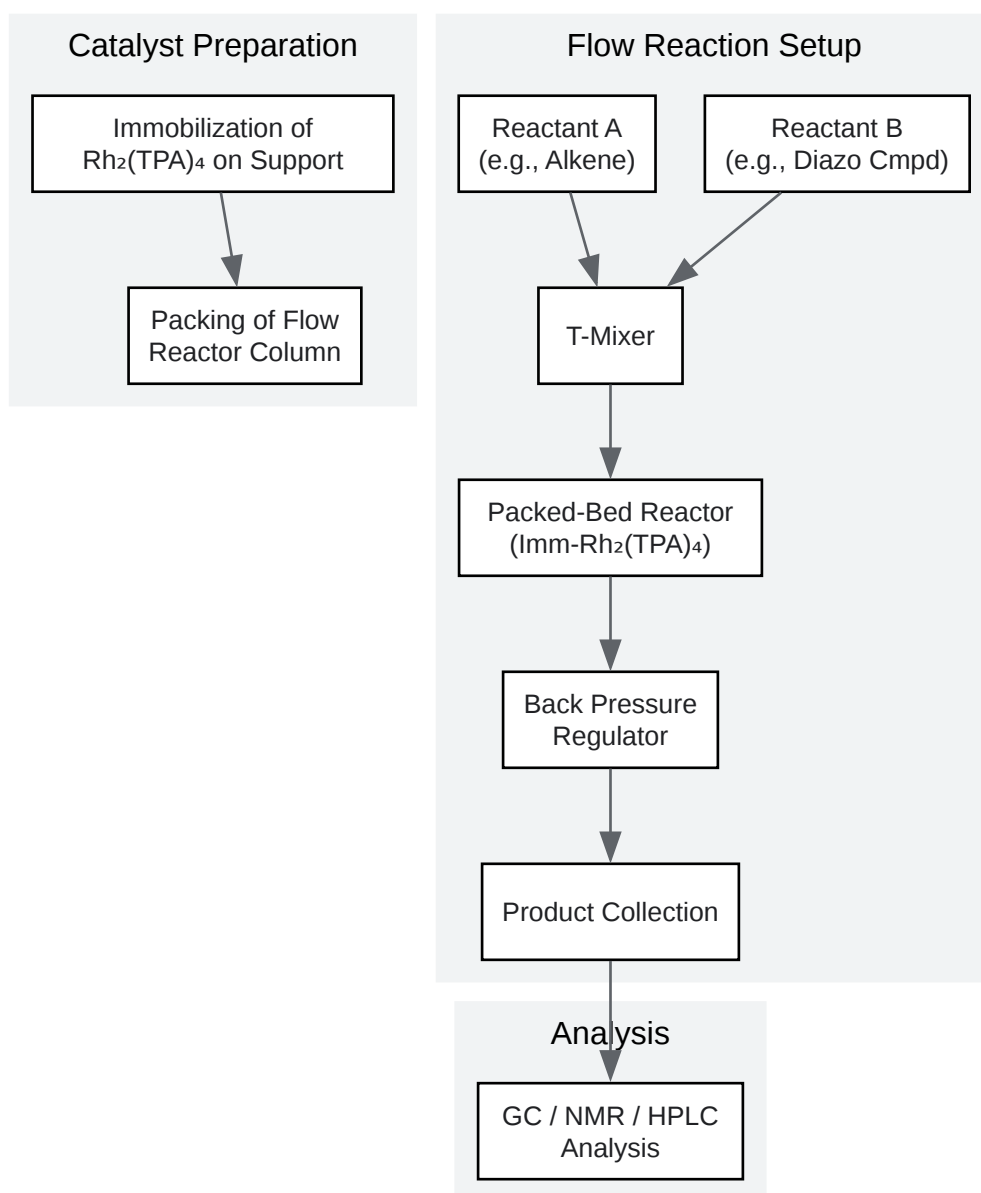 Catalyst Preparation
Immobilization of
Rh₂(TPA)₄ on Support
Packing of Flow
Reactor Column
Flow Reaction Setup
Reactant A
(e.g., Alkene)
Reactant B
(e.g., Diazo Cmpd)
T-Mixer
Packed-Bed Reactor
(Imm-Rh₂(TPA)₄)
Back Pressure
Regulator
Product Collection
Analysis
GC / NMR / HPLC
Analysis